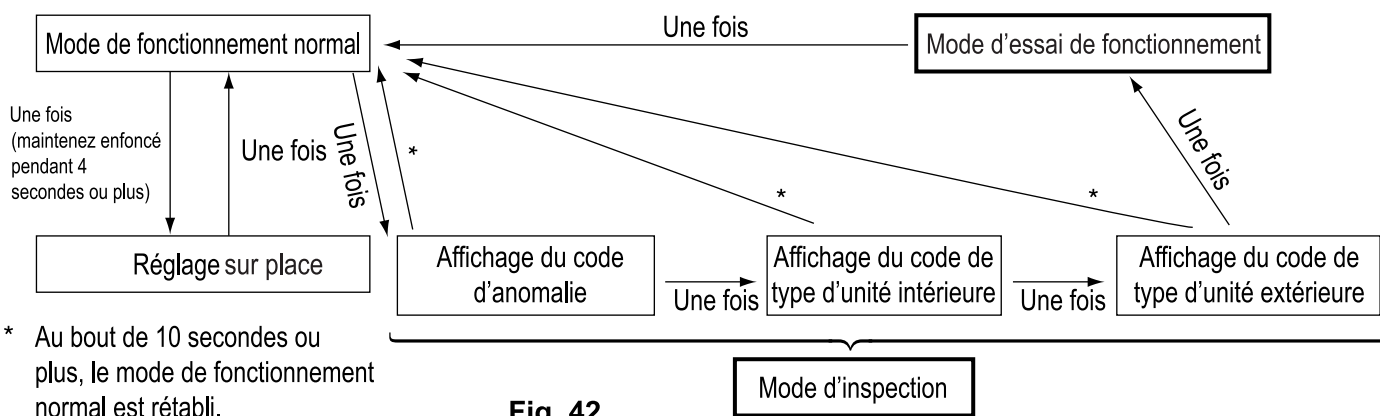 Mode de fonctionnement normal
Une fois
Mode d'essai de fonctionnement
Une fois
(maintenez enfoncé
pendant 4
secondes ou plus)
Une fois
Une fois
*
*
*
Une fois
Réglage sur place
Affichage du code
d'anomalie
Une fois
Affichage du code de
type d'unité intérieure
Une fois
Affichage du code de
type d'unité extérieure
* Au bout de 10 secondes ou
plus, le mode de fonctionnement
normal est rétabli.
Mode d'inspection
Fig. 42